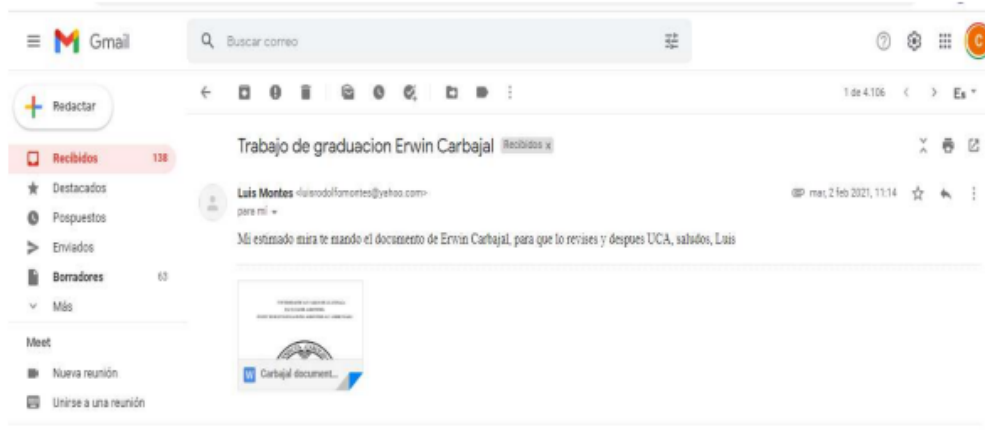 Gmail
Buscar correo
Redactar
1 de 4.106
Es
Trabajo de graduacion Erwin Carbajal
Recibidos x
Recibidos 138
Destacados
Pospuestos
Enviados
Borradores 63
Más
Meet
Nueva reunión
Unirse a una reunión
Luis Montes <luisrodolfomontes@yahoo.com>
mar, 2 feb 2021, 11:14
para mí
Mi estimado mira te mando el documento de Erwin Carbajal, para que lo revises y despues UCA, saludos, Luis
W Carbajal document...
C